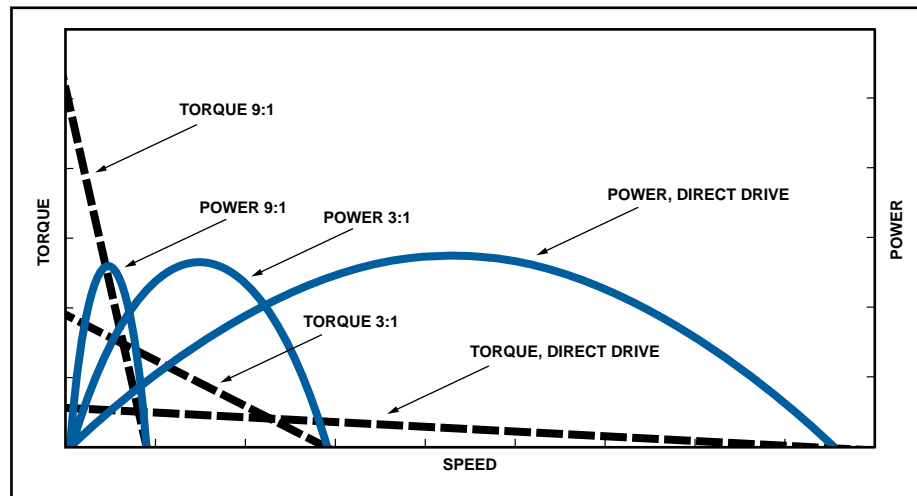 TORQUE 9:1
POWER 9:1
POWER 3:1
POWER, DIRECT DRIVE
TORQUE
POWER
TORQUE 3:1
TORQUE, DIRECT DRIVE
SPEED